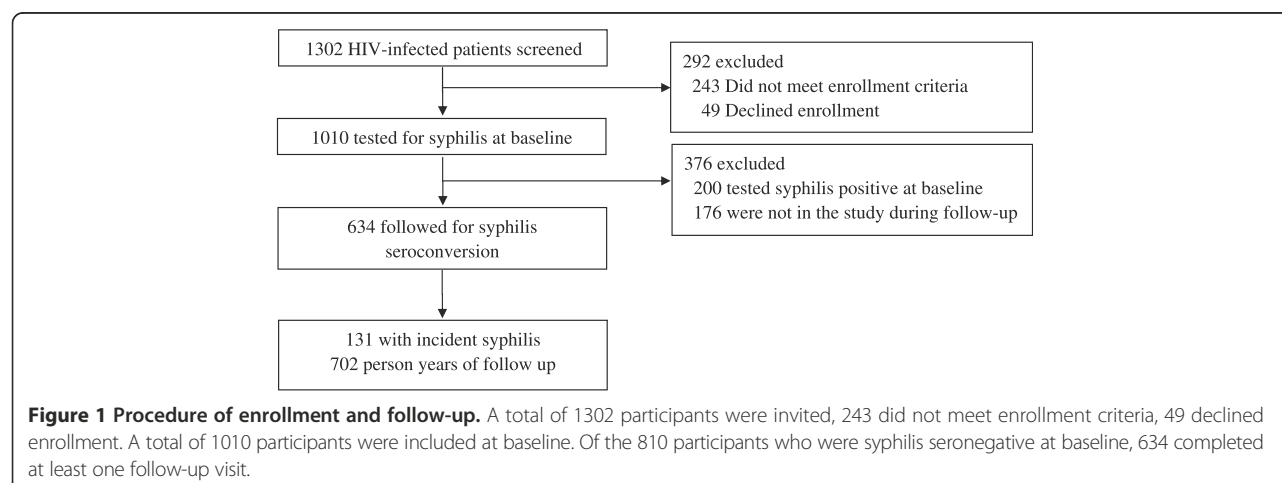 1302 HIV-infected patients screened
292 excluded
243 Did not meet enrollment criteria
49 Declined enrollment
1010 tested for syphilis at baseline
376 excluded
200 tested syphilis positive at baseline
176 were not in the study during follow-up
634 followed for syphilis
seroconversion
131 with incident syphilis
702 person years of follow up
Figure 1 Procedure of enrollment and follow-up. A total of 1302 participants were invited, 243 did not meet enrollment criteria, 49 declined
enrollment. A total of 1010 participants were included at baseline. Of the 810 participants who were syphilis seronegative at baseline, 634 completed
at least one follow-up visit.